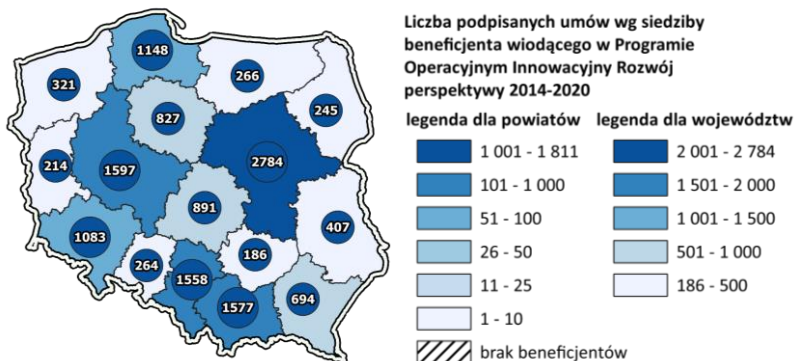 Liczba podpisanych umów wg siedziby
beneficjenta wiodącego w Programie
Operacyjnym Innowacyjny Rozwój
perspektywy 2014-2020
legenda dla powiatów
1 001 - 1 811
101 - 1 000
51 - 100
26 - 50
11 - 25
1 - 10
brak beneficjentów
legenda dla województw
2 001 - 2 784
1 501 - 2 000
1 001 - 1 500
501 - 1 000
186 - 500
1148
321
266
245
827
214
1597
2784
891
407
1083
264
186
1558
1577
694